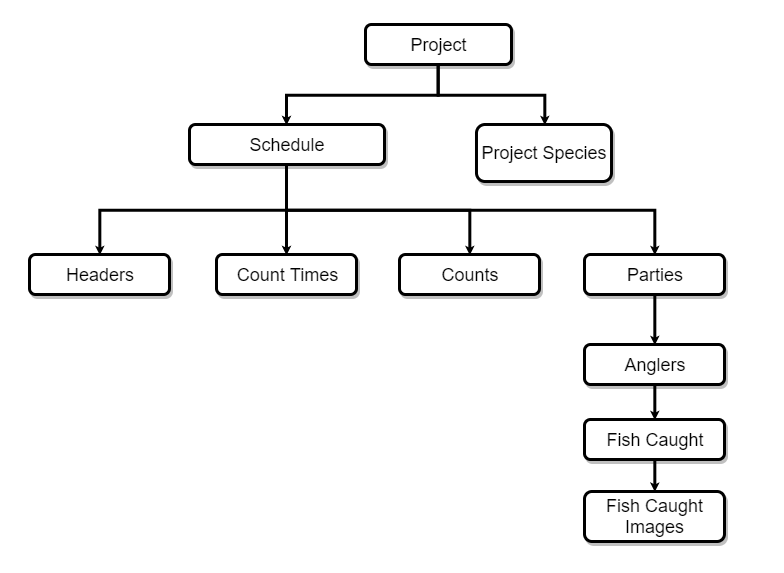 Project
Schedule
Project Species
Headers
Count Times
Counts
Parties
Anglers
Fish Caught
Fish Caught
Images